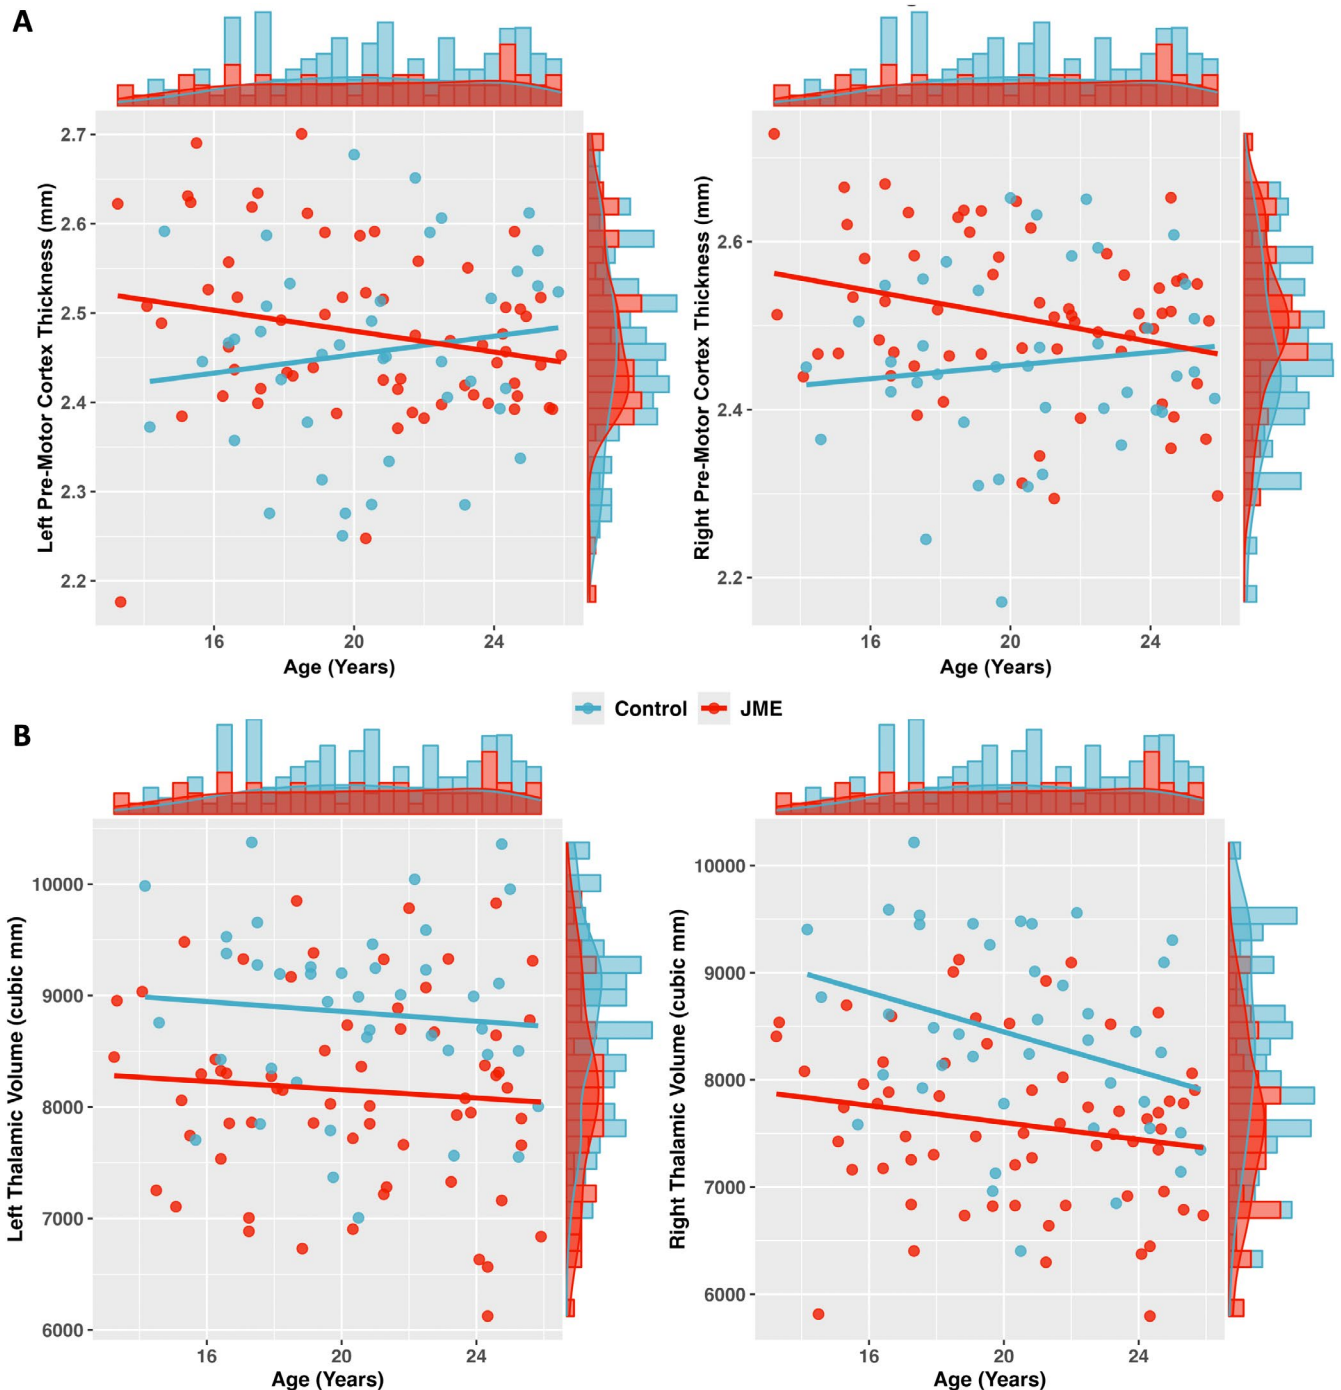 A
Left Pre-Motor Cortex Thickness (mm)
2.7
2.6
2.5
2.4
2.3
2.2
16 20 24
Age (Years)
Right Pre-Motor Cortex Thickness (mm)
2.6
2.4
2.2
16 20 24
Age (Years)
Control JME
B
Left Thalamic Volume (cubic mm)
10000
9000
8000
7000
6000
16 20 24
Age (Years)
Right Thalamic Volume (cubic mm)
10000
9000
8000
7000
6000
16 20 24
Age (Years)